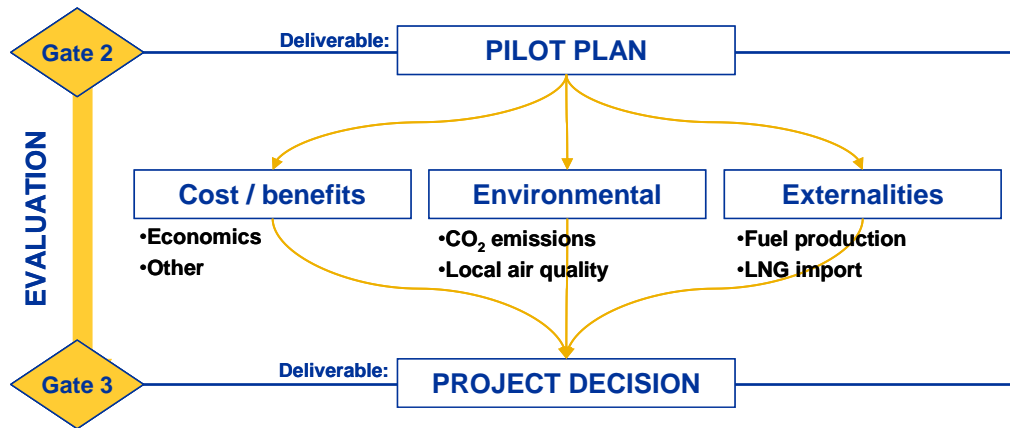 Gate 2
Deliverable:
PILOT PLAN
EVALUATION
Cost / benefits
•Economics
•Other
Environmental
•CO₂ emissions
•Local air quality
Externalities
•Fuel production
•LNG import
Gate 3
Deliverable:
PROJECT DECISION